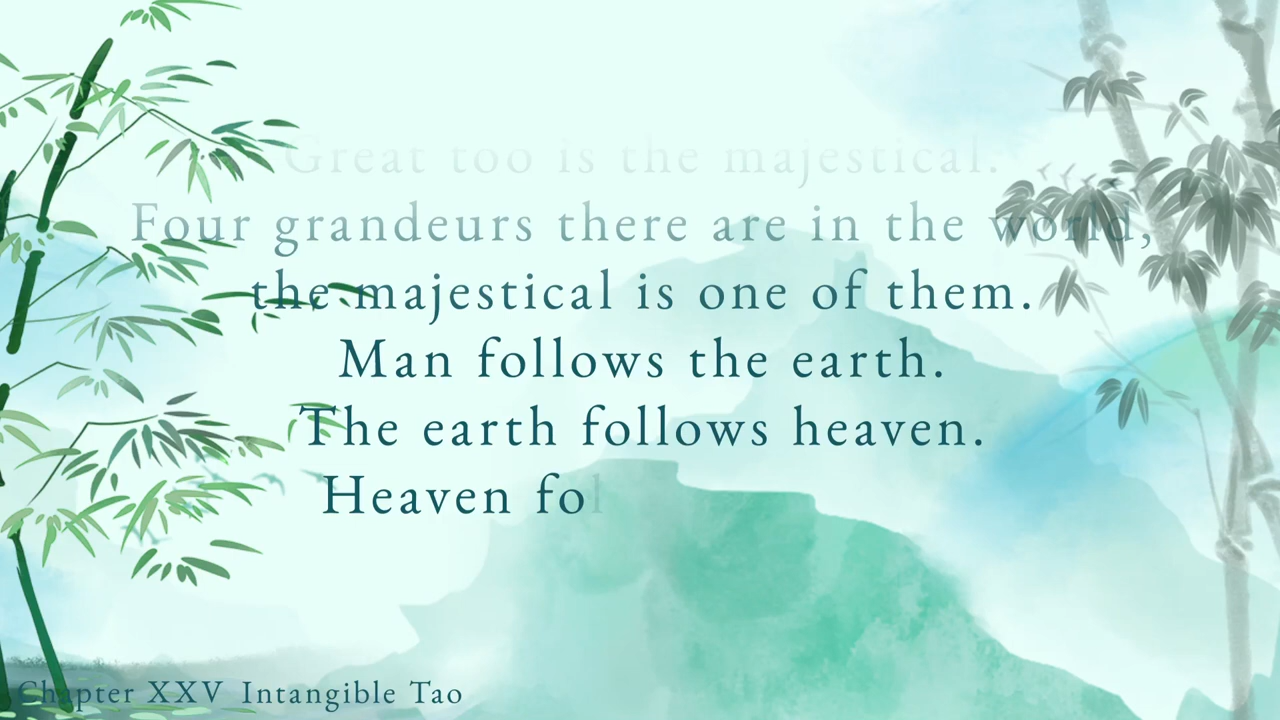 Great too is the majestical.
Four grandeurs there are in the world,
the majestical is one of them.
Man follows the earth.
The earth follows heaven.
Heaven fol
Chapter XXV Intangible Tao